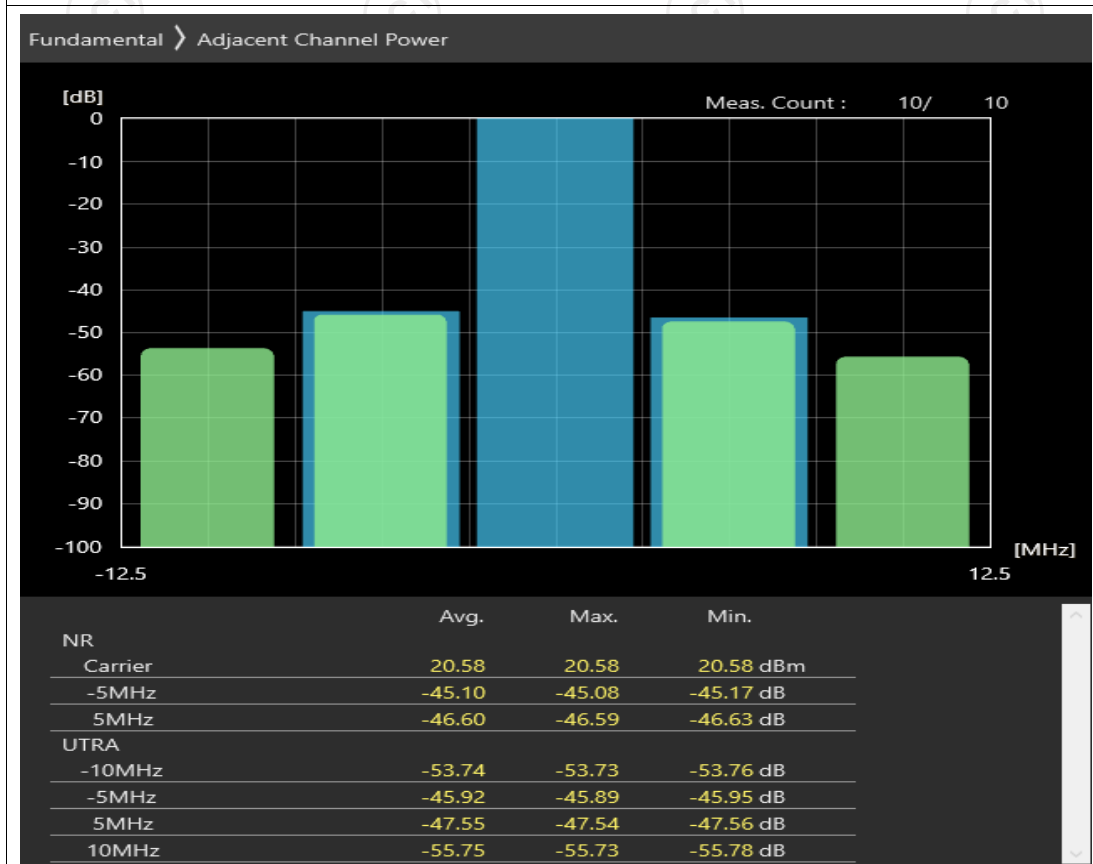 Fundamental 〉 Adjacent Channel Power
[dB]
Meas. Count : 10/ 10
0
-10
-20
-30
-40
-50
-60
-70
-80
-90
-100
[MHz]
-12.5 12.5
Avg. Max. Min.
NR
Carrier 20.58 20.58 20.58 dBm
-5MHz -45.10 -45.08 -45.17 dB
5MHz -46.60 -46.59 -46.63 dB
UTRA
-10MHz -53.74 -53.73 -53.76 dB
-5MHz -45.92 -45.89 -45.95 dB
5MHz -47.55 -47.54 -47.56 dB
10MHz -55.75 -55.73 -55.78 dB